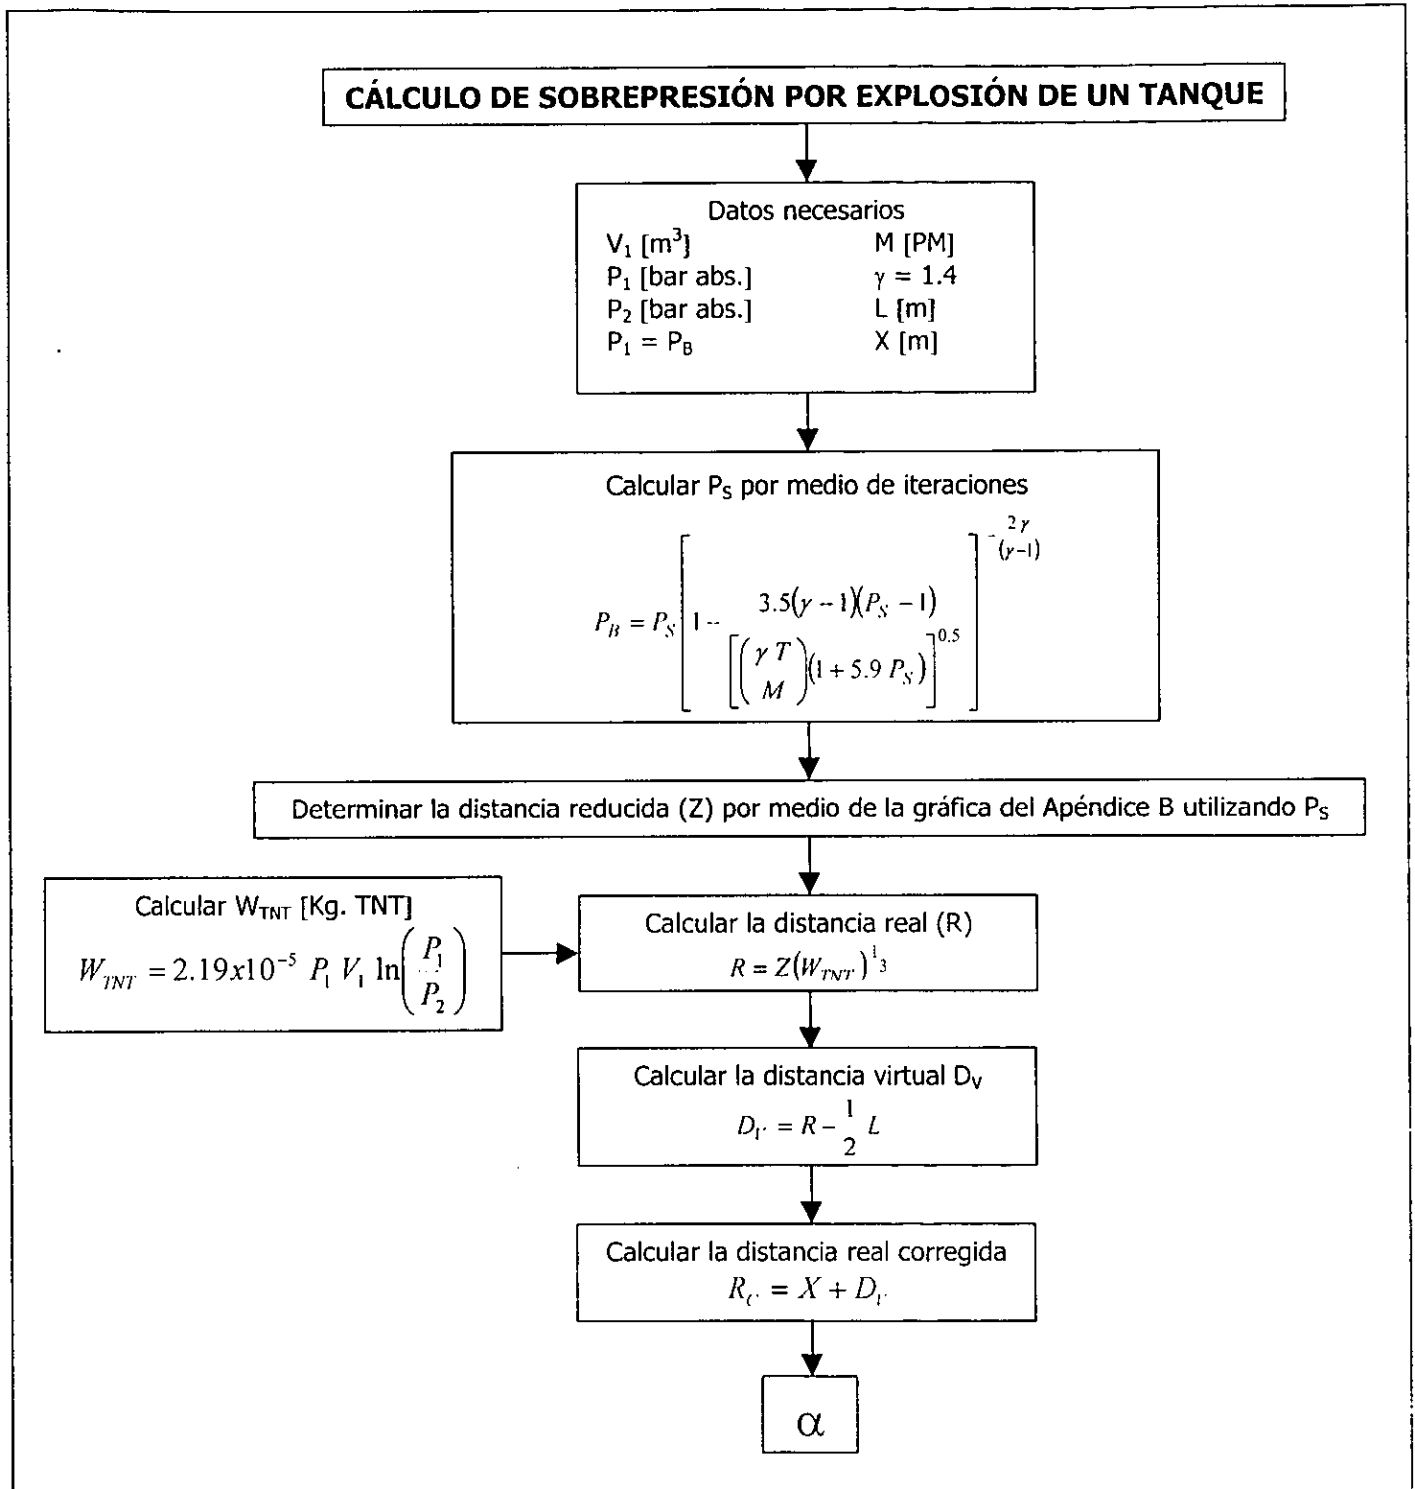 CÁLCULO DE SOBREPRESIÓN POR EXPLOSIÓN DE UN TANQUE
Datos necesarios
V₁ [m³] M [PM]
P₁ [bar abs.] γ = 1.4
P₂ [bar abs.] L [m]
P₁ = P_B X [m]
Calcular P_S por medio de iteraciones
P_B = P_S [1 - 3.5(γ-1)(P_S-1) / [(γ T / M)(1 + 5.9 P_S)]^0.5]^-2γ/(γ-1)
Determinar la distancia reducida (Z) por medio de la gráfica del Apéndice B utilizando P_S
Calcular W_TNT [Kg. TNT]
W_TNT = 2.19x10⁻⁵ P₁ V₁ ln(P₁/P₂)
Calcular la distancia real (R)
R = Z(W_TNT)^1/3
Calcular la distancia virtual D_V
D_V = R - 1/2 L
Calcular la distancia real corregida
R_C = X + D_V
α